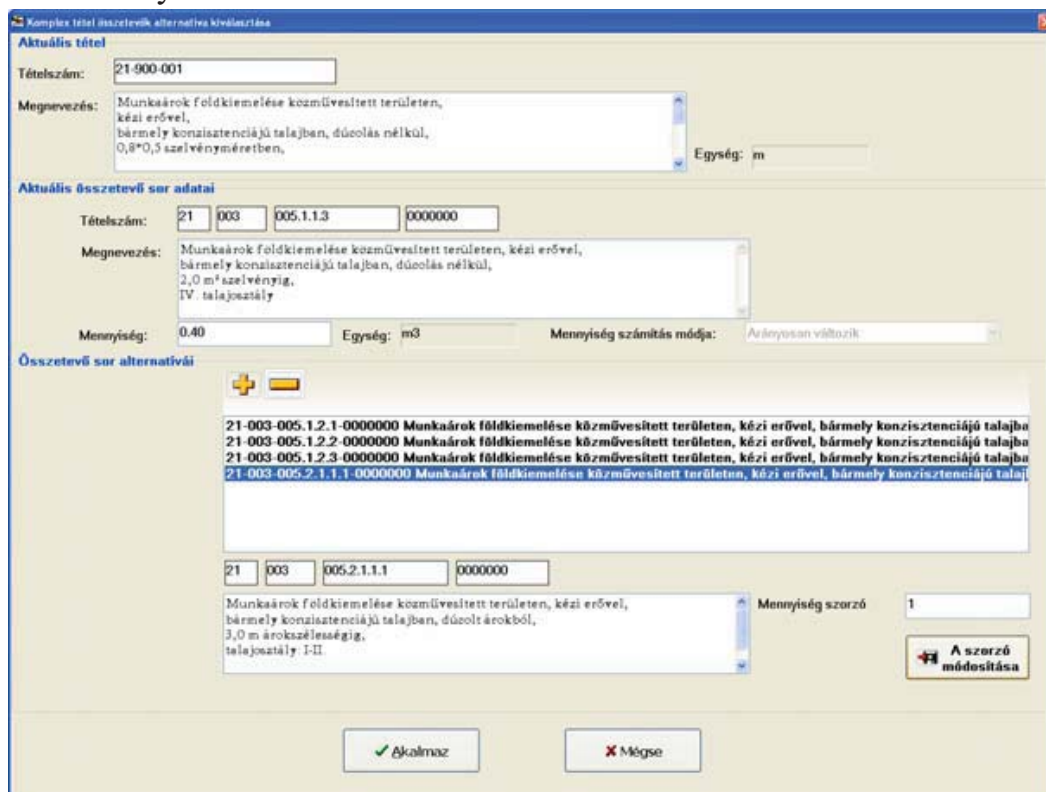 Komplex tétel összetevők alternatíva kiválasztása
Aktuális tétel
Tételszám: 21-900-001
Megnevezés: Munkaárok földkiemelése közművesített területen,
kézi erővel,
bármely konzisztenciájú talajban, dúcolás nélkül,
0,8*0,5 szelvényméretben,
Egység: m
Aktuális összetevő sor adatai
Tételszám: 21 003 005.1.1.3 0000000
Megnevezés: Munkaárok földkiemelése közművesített területen, kézi erővel,
bármely konzisztenciájú talajban, dúcolás nélkül,
2,0 m² szelvényig,
IV. talajosztály
Mennyiség: 0.40 Egység: m3 Mennyiség számítás módja: Arányosan változik
Összetevő sor alternatívái
21-003-005.1.2.1-0000000 Munkaárok földkiemelése közművesített területen, kézi erővel, bármely konzisztenciájú talajba
21-003-005.1.2.2-0000000 Munkaárok földkiemelése közművesített területen, kézi erővel, bármely konzisztenciájú talajba
21-003-005.1.2.3-0000000 Munkaárok földkiemelése közművesített területen, kézi erővel, bármely konzisztenciájú talajba
21-003-005.2.1.1.1-0000000 Munkaárok földkiemelése közművesített területen, kézi erővel, bármely konzisztenciájú talaj
21 003 005.2.1.1.1 0000000
Munkaárok földkiemelése közművesített területen, kézi erővel,
bármely konzisztenciájú talajban, dúcolt árokból,
3,0 m árokszélességig,
talajosztály: I-II.
Mennyiség szorzó 1
A szorzó
módosítása
Akalmaz Mégse